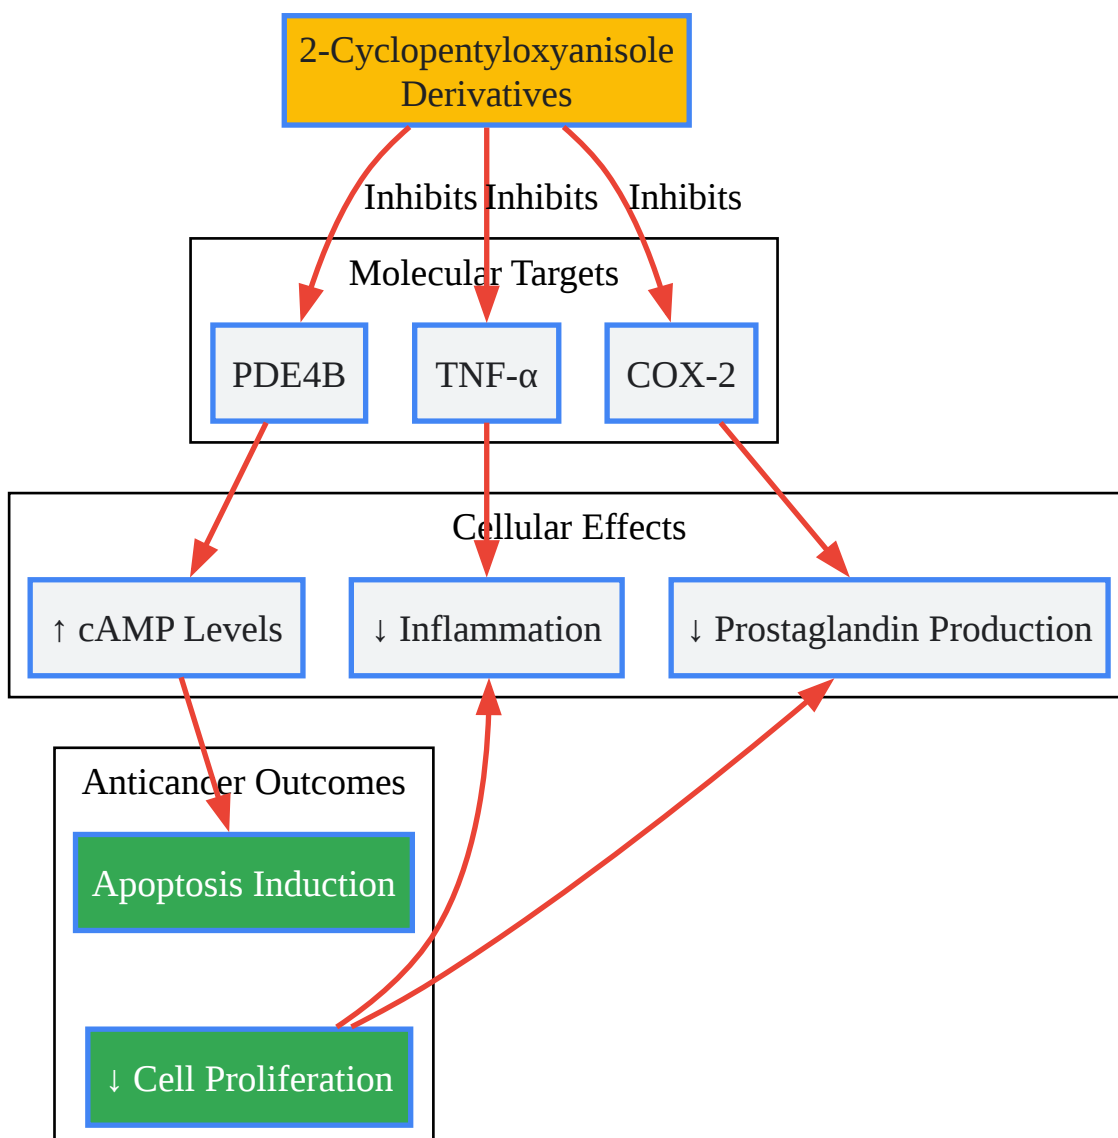 2-Cyclopentyloxyanisole
Derivatives
Inhibits Inhibits Inhibits
Molecular Targets
PDE4B TNF-α COX-2
Cellular Effects
↑ cAMP Levels ↓ Inflammation ↓ Prostaglandin Production
Anticancer Outcomes
Apoptosis Induction
↓ Cell Proliferation